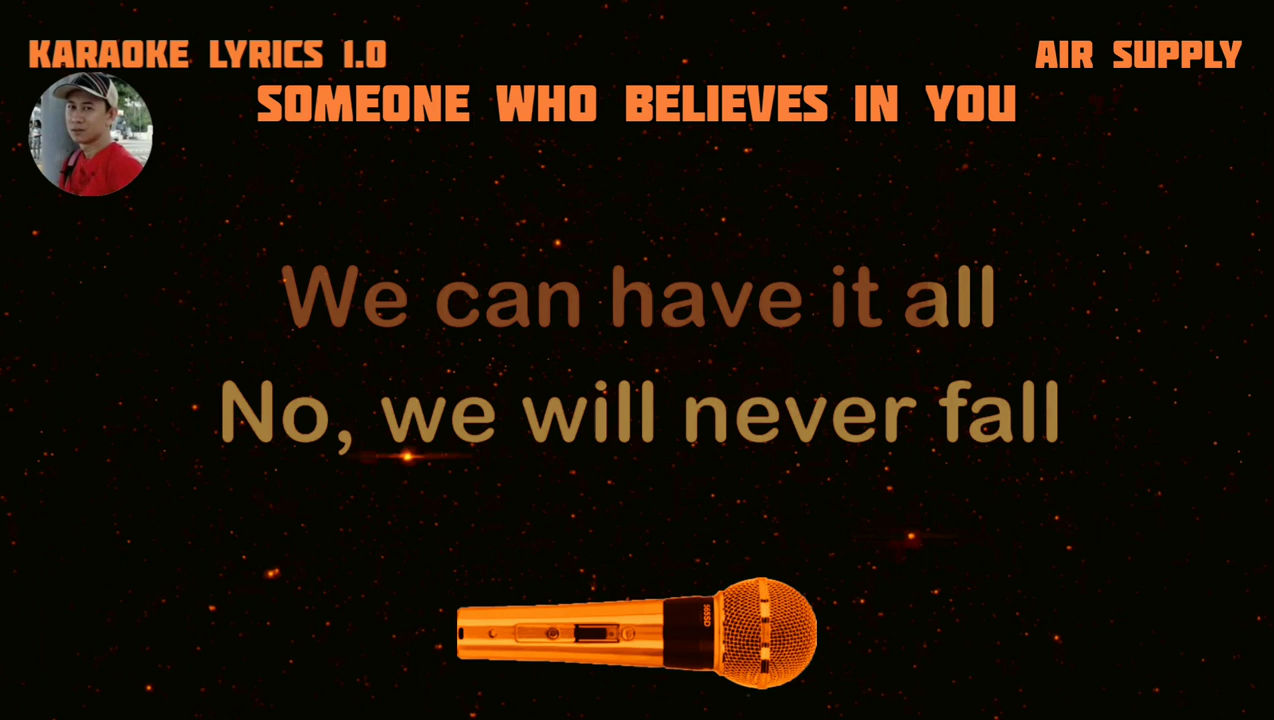 KARAOKE LYRICS 1.0
AIR SUPPLY
SOMEONE WHO BELIEVES IN YOU
We can have it all
No, we will never fall
565SD